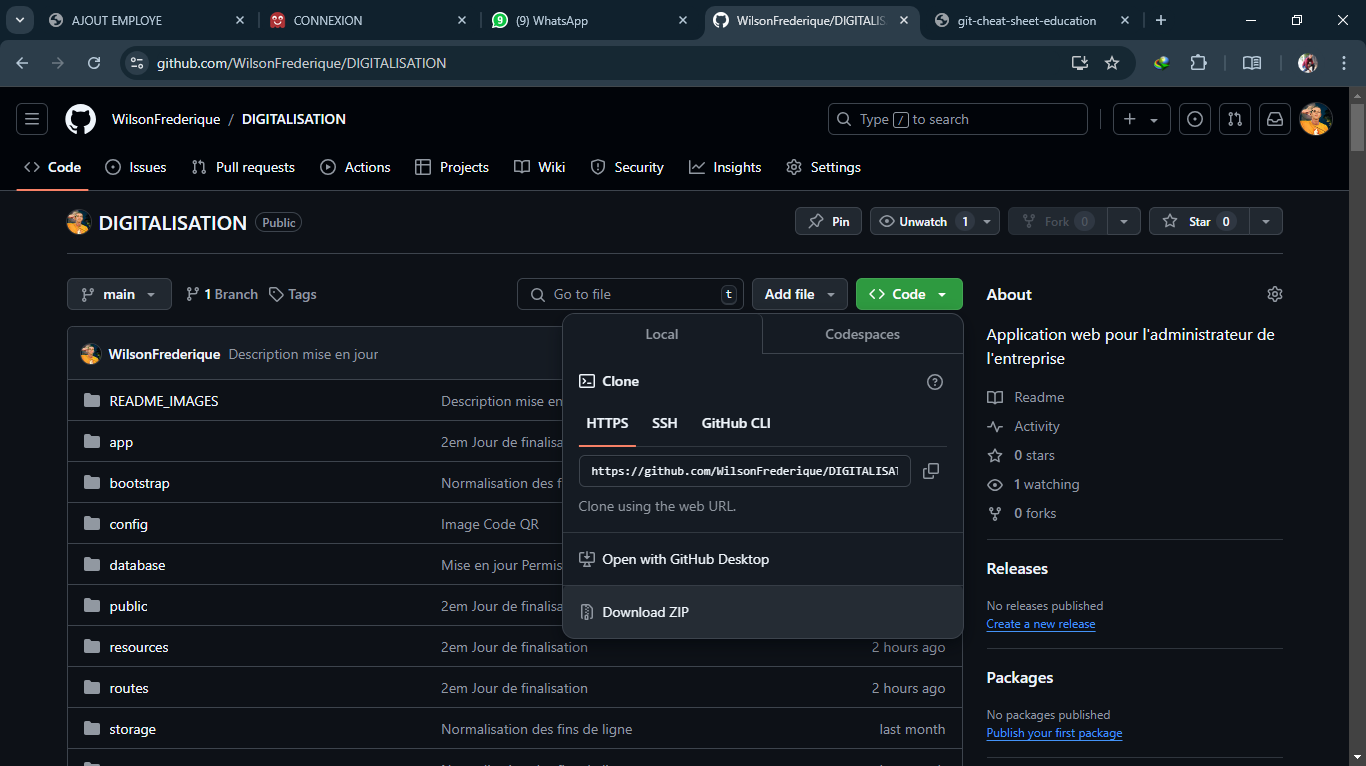 AJOUT EMPLOYE
CONNEXION
(9) WhatsApp
WilsonFrederique/DIGITALIS
git-cheat-sheet-education
github.com/WilsonFrederique/DIGITALISATION
WilsonFrederique / DIGITALISATION
Type / to search
Code
Issues
Pull requests
Actions
Projects
Wiki
Security
Insights
Settings
DIGITALISATION
Public
Pin
Unwatch 1
Fork 0
Star 0
main
1 Branch
Tags
Go to file
t
Add file
Code
WilsonFrederique Description mise en jour
README_IMAGES Description mise en
app 2em Jour de finalisa
bootstrap Normalisation des f
config Image Code QR
database Mise en jour Permis
public 2em Jour de finalisa
resources 2em Jour de finalisation 2 hours ago
routes 2em Jour de finalisation 2 hours ago
storage Normalisation des fins de ligne last month
Local
Codespaces
Clone
HTTPS
SSH
GitHub CLI
https://github.com/WilsonFrederique/DIGITALISAT
Clone using the web URL.
Open with GitHub Desktop
Download ZIP
About
Application web pour l'administrateur de
l'entreprise
Readme
Activity
0 stars
1 watching
0 forks
Releases
No releases published
Create a new release
Packages
No packages published
Publish your first package